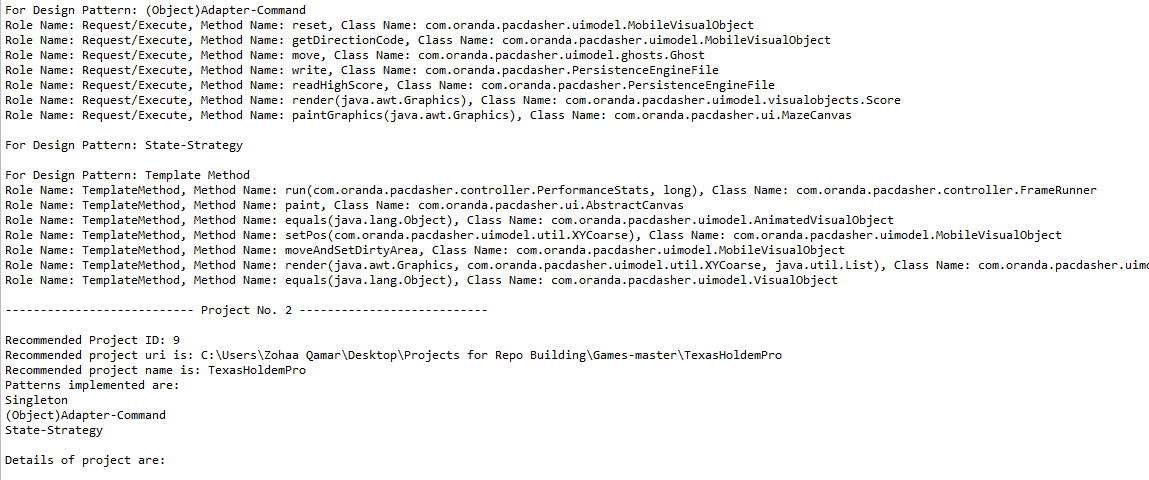 For Design Pattern: (Object)Adapter-Command
Role Name: Request/Execute, Method Name: reset, Class Name: com.oranda.pacdasher.uimodel.MobileVisualObject
Role Name: Request/Execute, Method Name: getDirectionCode, Class Name: com.oranda.pacdasher.uimodel.MobileVisualObject
Role Name: Request/Execute, Method Name: move, Class Name: com.oranda.pacdasher.uimodel.ghosts.Ghost
Role Name: Request/Execute, Method Name: write, Class Name: com.oranda.pacdasher.PersistenceEngineFile
Role Name: Request/Execute, Method Name: readHighScore, Class Name: com.oranda.pacdasher.PersistenceEngineFile
Role Name: Request/Execute, Method Name: render(java.awt.Graphics), Class Name: com.oranda.pacdasher.uimodel.visualobjects.Score
Role Name: Request/Execute, Method Name: paintGraphics(java.awt.Graphics), Class Name: com.oranda.pacdasher.ui.MazeCanvas
For Design Pattern: State-Strategy
For Design Pattern: Template Method
Role Name: TemplateMethod, Method Name: run(com.oranda.pacdasher.controller.PerformanceStats, long), Class Name: com.oranda.pacdasher.controller.FrameRunner
Role Name: TemplateMethod, Method Name: paint, Class Name: com.oranda.pacdasher.ui.AbstractCanvas
Role Name: TemplateMethod, Method Name: equals(java.lang.Object), Class Name: com.oranda.pacdasher.uimodel.AnimatedVisualObject
Role Name: TemplateMethod, Method Name: setPos(com.oranda.pacdasher.uimodel.util.XYCoarse), Class Name: com.oranda.pacdasher.uimodel.MobileVisualObject
Role Name: TemplateMethod, Method Name: moveAndSetDirtyArea, Class Name: com.oranda.pacdasher.uimodel.MobileVisualObject
Role Name: TemplateMethod, Method Name: render(java.awt.Graphics, com.oranda.pacdasher.uimodel.util.XYCoarse, java.util.List), Class Name: com.oranda.pacdasher.uimo
Role Name: TemplateMethod, Method Name: equals(java.lang.Object), Class Name: com.oranda.pacdasher.uimodel.VisualObject
--------------------------- Project No. 2 ---------------------------
Recommended Project ID: 9
Recommended project uri is: C:\Users\Zohaa Qamar\Desktop\Projects for Repo Building\Games-master\TexasHoldemPro
Recommended project name is: TexasHoldemPro
Patterns implemented are:
Singleton
(Object)Adapter-Command
State-Strategy
Details of project are: